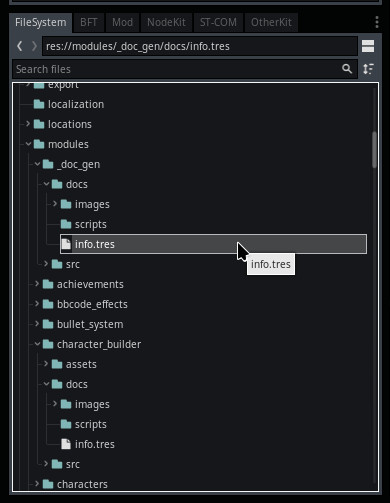 FileSystem BFT Mod NodeKit ST-COM OtherKit
res://modules/_doc_gen/docs/info.tres
Search files
export
localization
locations
modules
_doc_gen
docs
images
scripts
info.tres
info.tres
src
achievements
bbcode_effects
bullet_system
character_builder
assets
docs
images
scripts
info.tres
src
characters